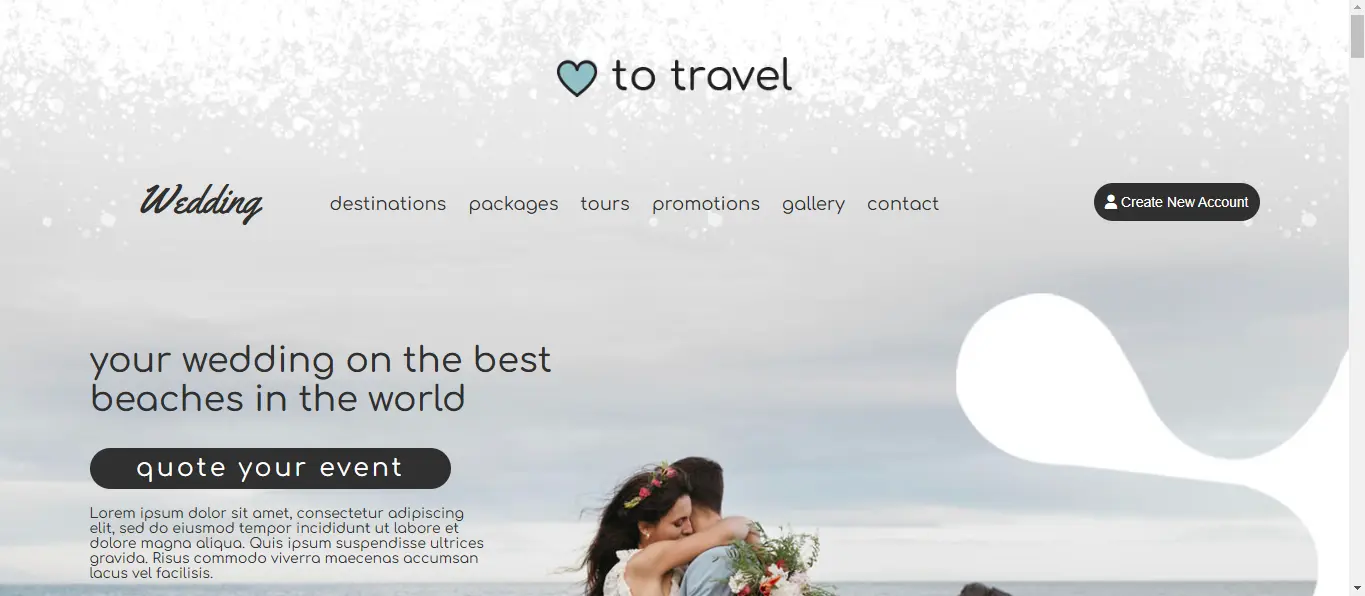 to travel
Wedding
destinations packages tours promotions gallery contact
Create New Account
your wedding on the best
beaches in the world
quote your event
Lorem ipsum dolor sit amet, consectetur adipiscing
elit, sed do eiusmod tempor incididunt ut labore et
dolore magna aliqua. Quis ipsum suspendisse ultrices
gravida. Risus commodo viverra maecenas accumsan
lacus vel facilisis.